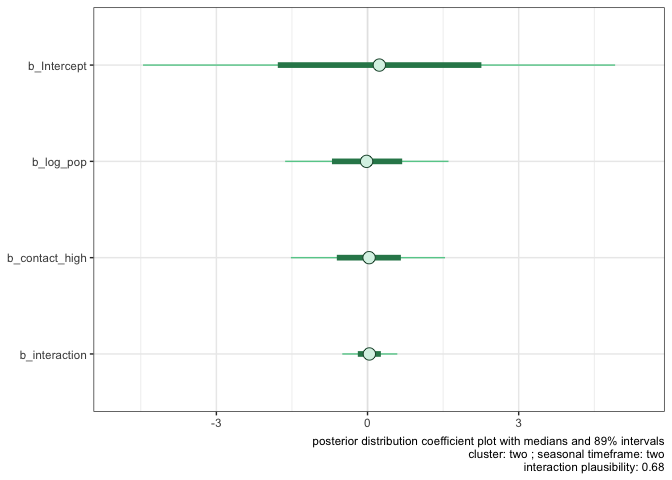 b_Intercept
b_log_pop
b_contact_high
b_interaction
-3 0 3
posterior distribution coefficient plot with medians and 89% intervals
cluster: two ; seasonal timeframe: two
interaction plausibility: 0.68